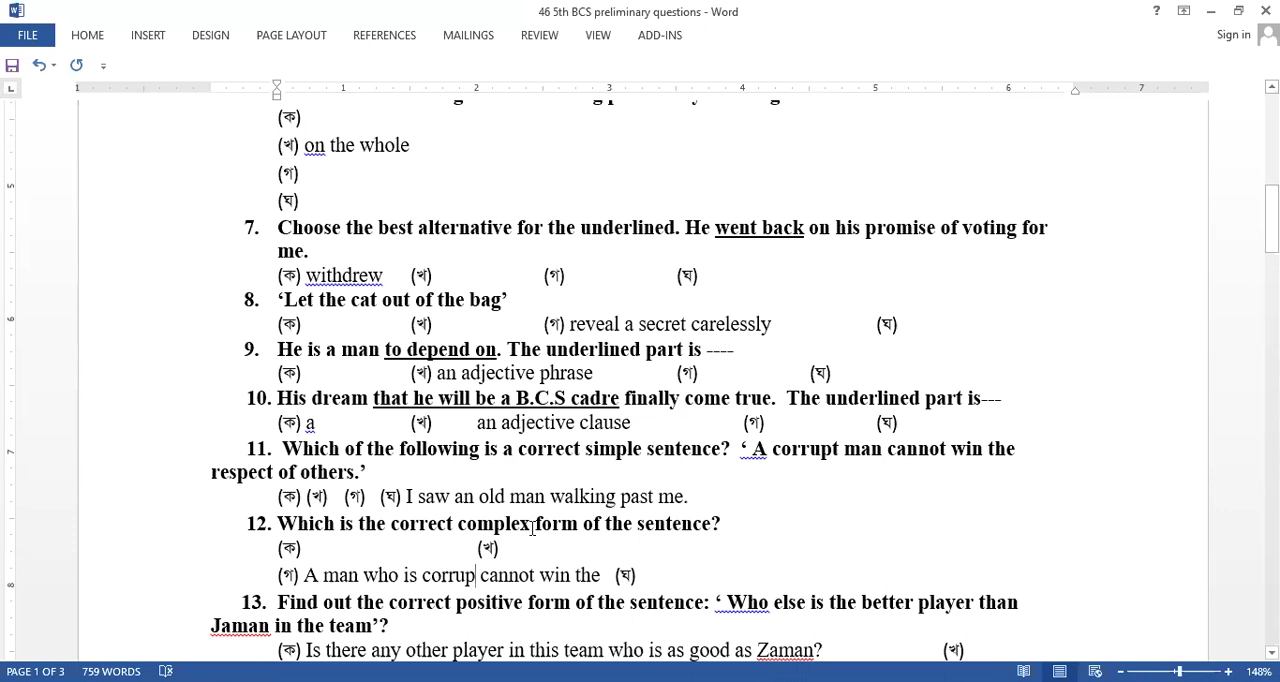 46 5th BCS preliminary questions - Word
FILE HOME INSERT DESIGN PAGE LAYOUT REFERENCES MAILINGS REVIEW VIEW ADD-INS Sign in
1 1 2 3 4 5 6 7
(ক)
(খ) on the whole
(গ)
(ঘ)
7. Choose the best alternative for the underlined. He went back on his promise of voting for
me.
(ক) withdrew (খ) (গ) (ঘ)
8. ‘Let the cat out of the bag’
(ক) (খ) (গ) reveal a secret carelessly (ঘ)
9. He is a man to depend on. The underlined part is ----
(ক) (খ) an adjective phrase (গ) (ঘ)
10. His dream that he will be a B.C.S cadre finally come true. The underlined part is---
(ক) a (খ) an adjective clause (গ) (ঘ)
11. Which of the following is a correct simple sentence? ‘ A corrupt man cannot win the
respect of others.’
(ক) (খ) (গ) (ঘ) I saw an old man walking past me.
12. Which is the correct complex form of the sentence?
(ক) (খ)
(গ) A man who is corrup cannot win the (ঘ)
13. Find out the correct positive form of the sentence: ‘ Who else is the better player than
Jaman in the team’?
(ক) Is there any other player in this team who is as good as Zaman? (খ)
PAGE 1 OF 3 759 WORDS 148%